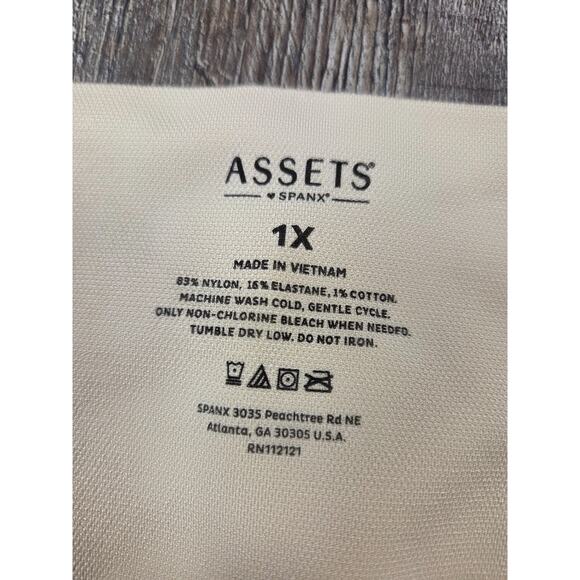 ASSETS®
♥ SPANX®
1X
MADE IN VIETNAM
83% NYLON, 16% ELASTANE, 1% COTTON.
MACHINE WASH COLD, GENTLE CYCLE.
ONLY NON-CHLORINE BLEACH WHEN NEEDED.
TUMBLE DRY LOW. DO NOT IRON.
SPANX 3035 Peachtree Rd NE
Atlanta, GA 30305 U.S.A.
RN112121